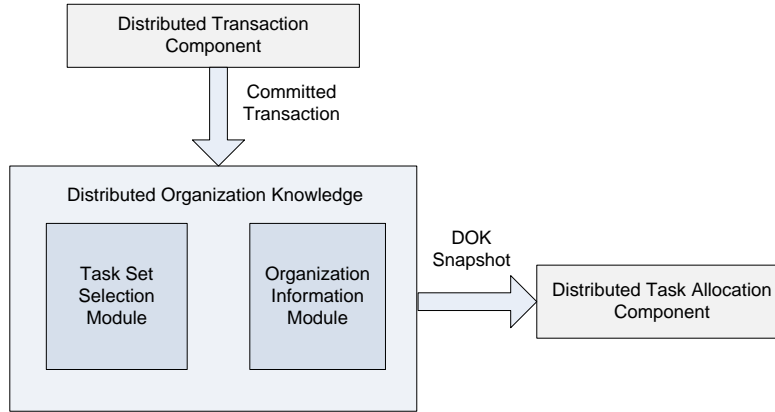 Distributed Transaction
Component
Committed
Transaction
Distributed Organization Knowledge
Task Set
Selection
Module
Organization
Information
Module
DOK
Snapshot
Distributed Task Allocation
Component